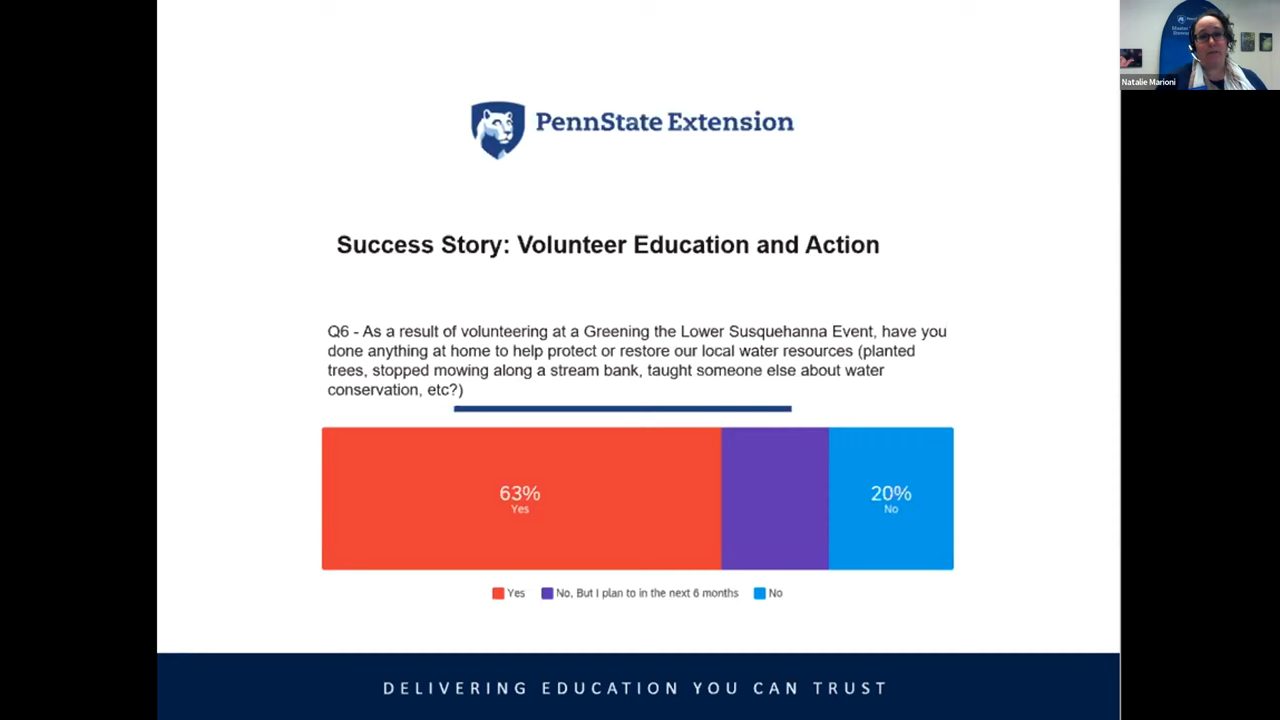 PennState Extension
Success Story: Volunteer Education and Action
Q6 - As a result of volunteering at a Greening the Lower Susquehanna Event, have you
done anything at home to help protect or restore our local water resources (planted
trees, stopped mowing along a stream bank, taught someone else about water
conservation, etc?)
63%
Yes
20%
No
Yes No, But I plan to in the next 6 months No
DELIVERING EDUCATION YOU CAN TRUST
Natalie Marioni